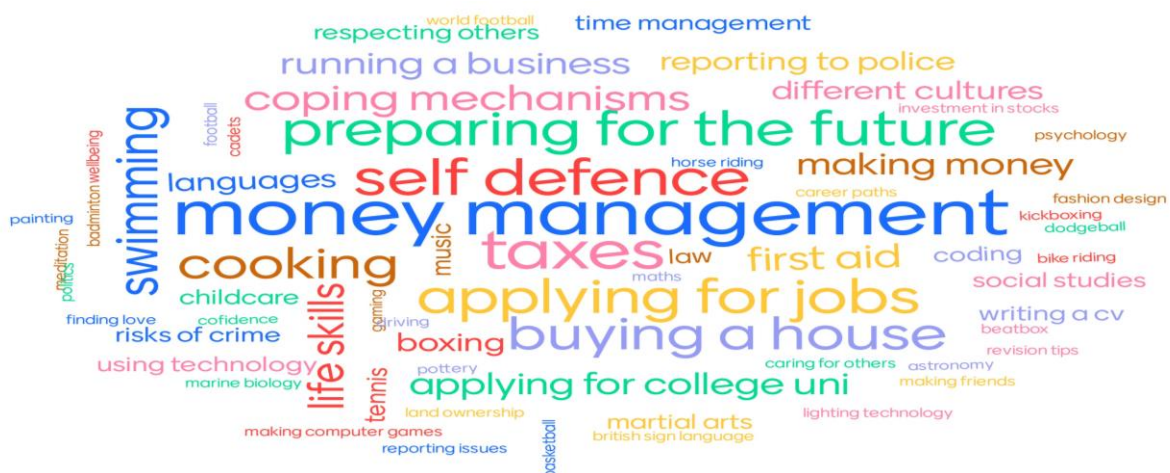 world football
time management
respecting others
running a business
reporting to police
coping mechanisms
different cultures
investment in stocks
football
cadets
preparing for the future
psychology
swimming
badminton
wellbeing
languages
self defence
horse riding
making money
career paths
fashion design
painting
money management
kickboxing
dodgeball
meditation
politics
cooking
music
taxes
law
first aid
coding
bike riding
maths
social studies
childcare
life skills
gaming
applying for jobs
finding love
cofidence
driving
writing a cv
risks of crime
boxing
buying a house
beatbox
revision tips
using technology
tennis
pottery
caring for others
astronomy
marine biology
applying for college uni
making friends
land ownership
martial arts
lighting technology
making computer games
british sign language
reporting issues
basketball